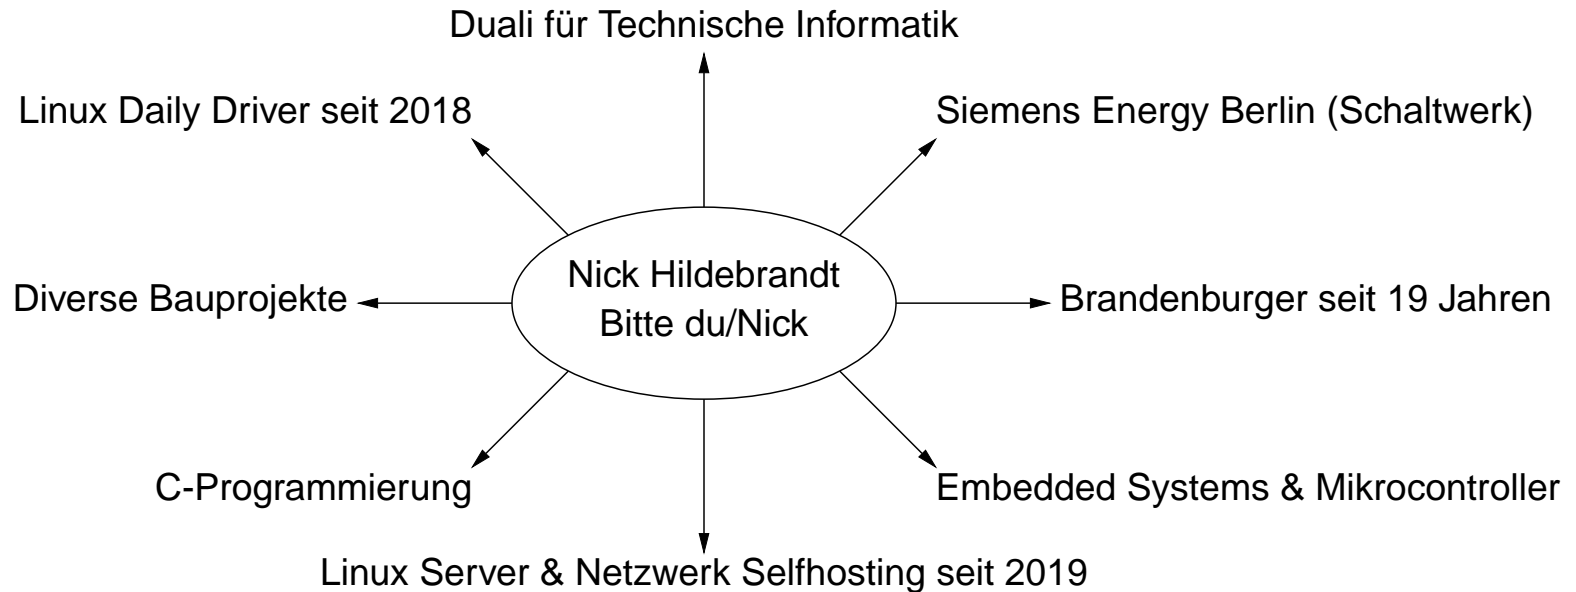 Duali für Technische Informatik
Linux Daily Driver seit 2018
Siemens Energy Berlin (Schaltwerk)
Nick Hildebrandt
Bitte du/Nick
Diverse Bauprojekte
Brandenburger seit 19 Jahren
C-Programmierung
Embedded Systems & Mikrocontroller
Linux Server & Netzwerk Selfhosting seit 2019